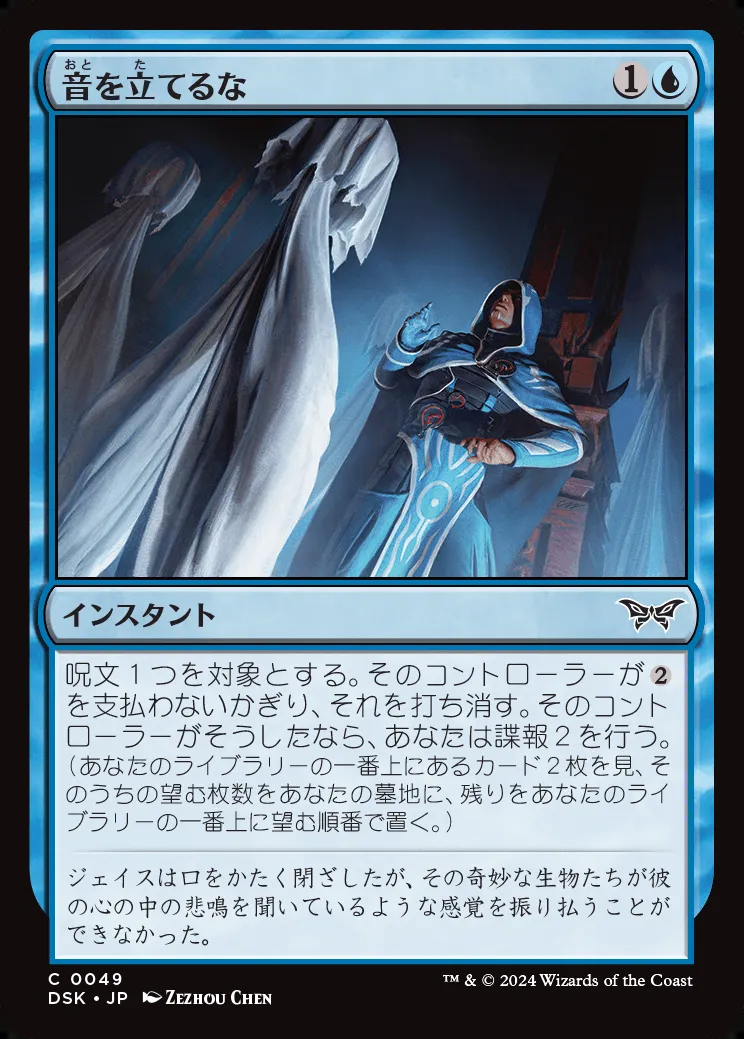 音を立てるな
1
インスタント
呪文1つを対象とする。そのコントローラーが2
を支払わないかぎり、それを打ち消す。そのコント
ローラーがそうしたなら、あなたは諜報2を行う。
(あなたのライブラリーの一番上にあるカード2枚を見、そ
のうちの望む枚数をあなたの墓地に、残りをあなたのライ
ブラリーの一番上に望む順番で置く。)
ジェイスは口をかたく閉ざしたが、その奇妙な生物たちが彼
の心の中の悲鳴を聞いているような感覚を振り払うことが
できなかった。
C 0049
DSK • JP Zezhou Chen
™ & © 2024 Wizards of the Coast